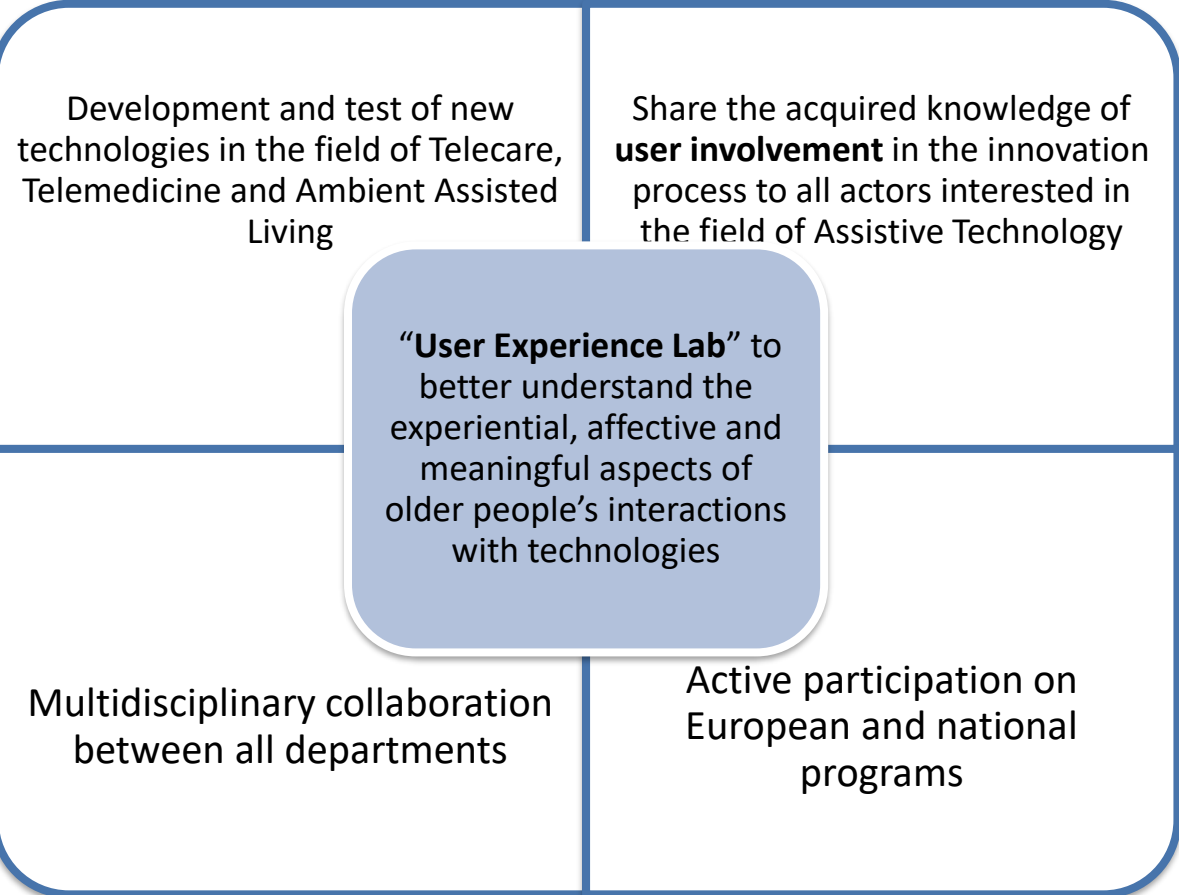 Development and test of new
technologies in the field of Telecare,
Telemedicine and Ambient Assisted
Living
Share the acquired knowledge of
user involvement in the innovation
process to all actors interested in
the field of Assistive Technology
“User Experience Lab” to
better understand the
experiential, affective and
meaningful aspects of
older people’s interactions
with technologies
Multidisciplinary collaboration
between all departments
Active participation on
European and national
programs